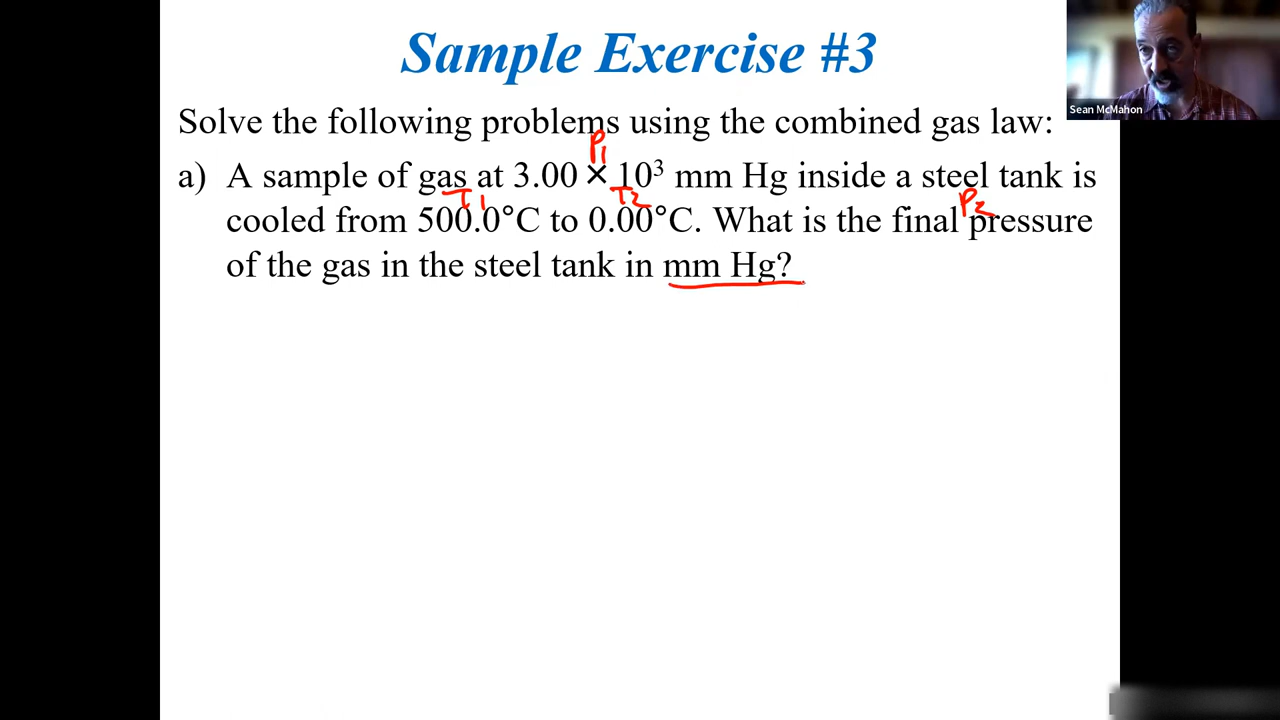 Sample Exercise #3
Sean McMahon
Solve the following problems using the combined gas law:
P1
a) A sample of gas at 3.00 × 10³ mm Hg inside a steel tank is
T1 T2 P2
cooled from 500.0°C to 0.00°C. What is the final pressure
of the gas in the steel tank in mm Hg?